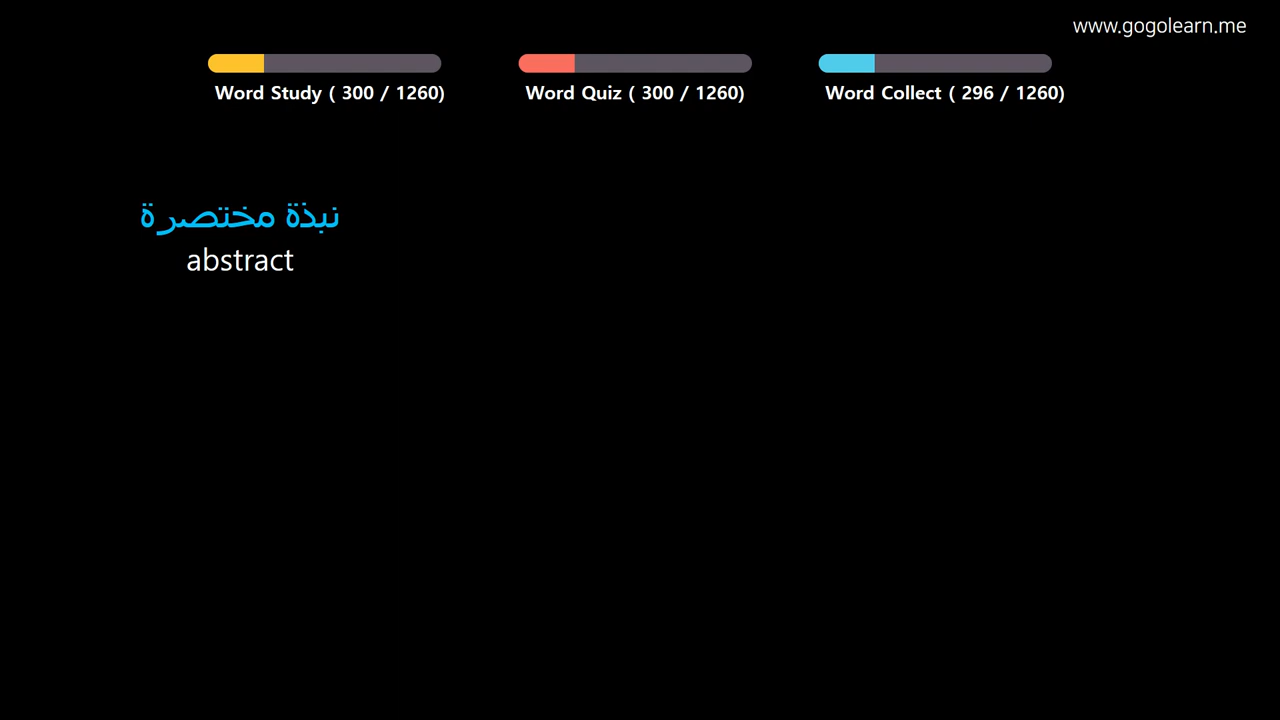 www.gogolearn.me
Word Study ( 300 / 1260)
Word Quiz ( 300 / 1260)
Word Collect ( 296 / 1260)
نبذة مختصرة
abstract